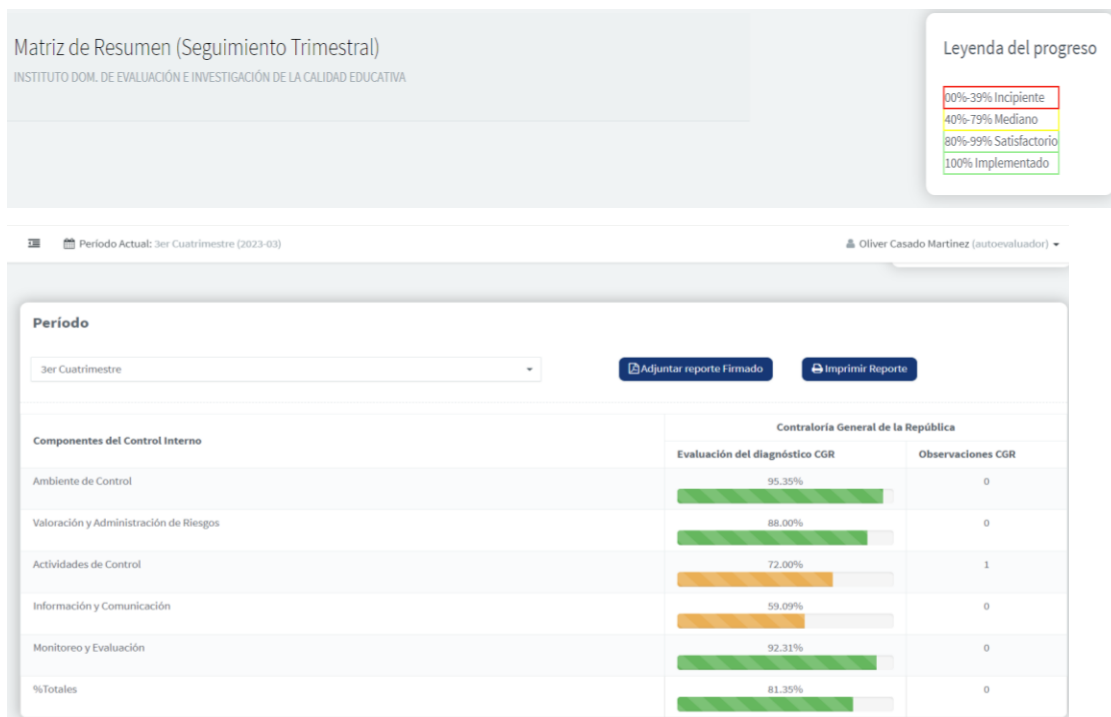 Matriz de Resumen (Seguimiento Trimestral)
INSTITUTO DOM. DE EVALUACIÓN E INVESTIGACIÓN DE LA CALIDAD EDUCATIVA
Leyenda del progreso
00%-39% Incipiente
40%-79% Mediano
80%-99% Satisfactorio
100% Implementado
Período Actual: 3er Cuatrimestre (2023-03)
Oliver Casado Martinez (autoevaluador)
Período
3er Cuatrimestre
Adjuntar reporte Firmado
Imprimir Reporte
Componentes del Control Interno
Contraloría General de la República
Evaluación del diagnóstico CGR
Observaciones CGR
Ambiente de Control 95.35% 0
Valoración y Administración de Riesgos 88.00% 0
Actividades de Control 72.00% 1
Información y Comunicación 59.09% 0
Monitoreo y Evaluación 92.31% 0
%Totales 81.35% 0